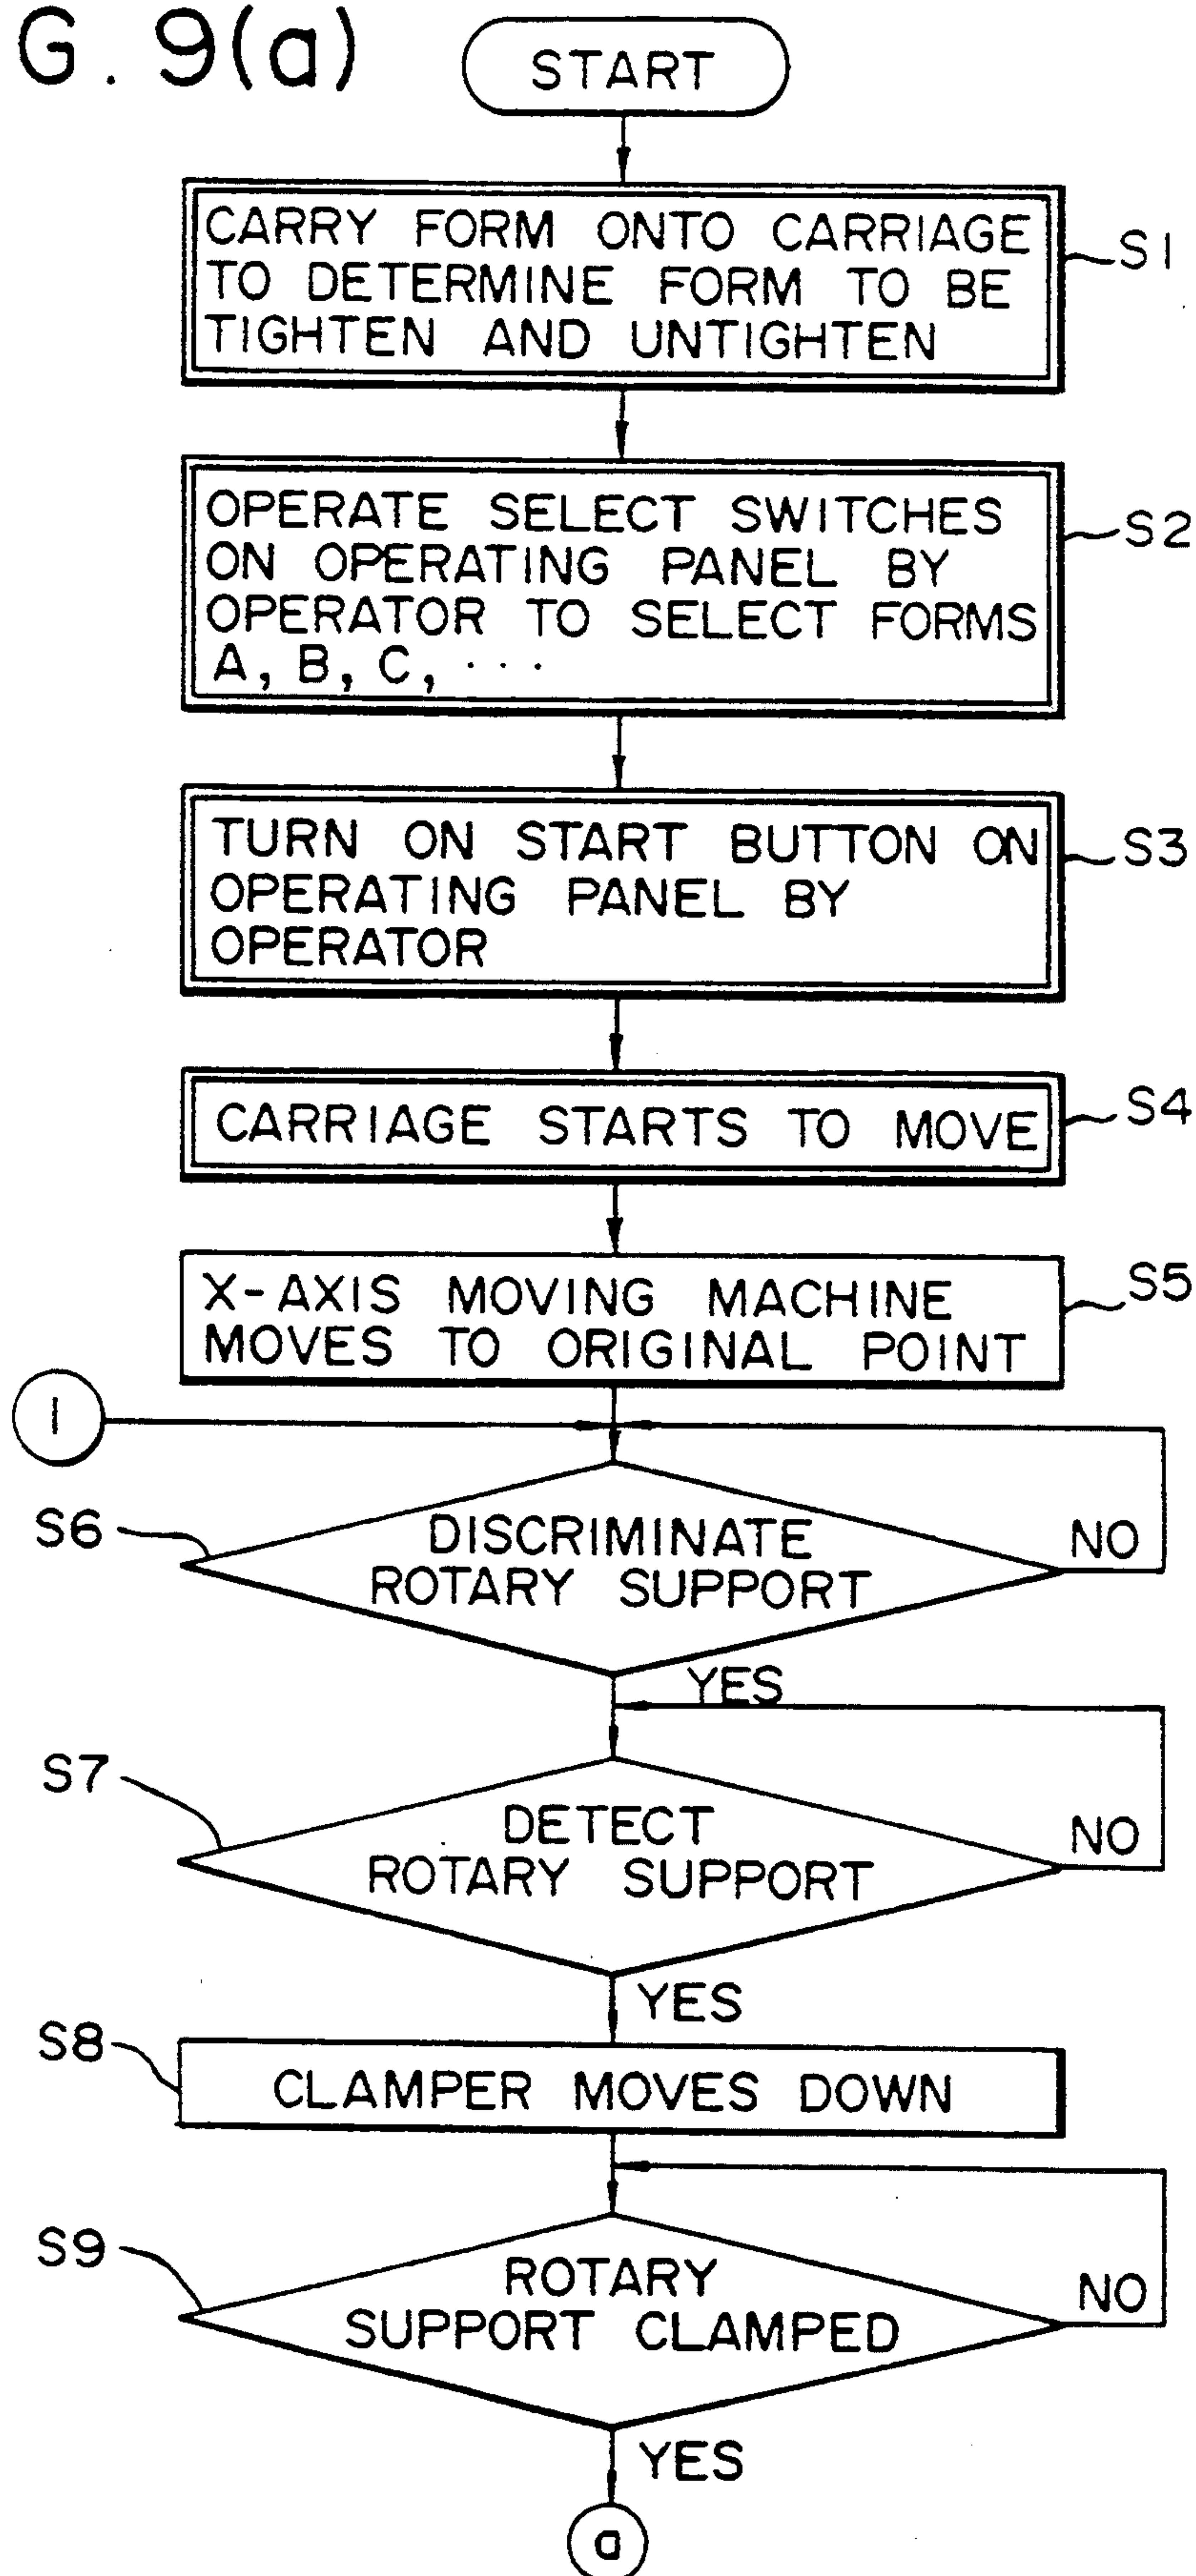 G. 9(a)
START
CARRY FORM ONTO CARRIAGE
TO DETERMINE FORM TO BE
TIGHTEN AND UNTIGHTEN
S1
OPERATE SELECT SWITCHES
ON OPERATING PANEL BY
OPERATOR TO SELECT FORMS
A, B, C, ...
S2
TURN ON START BUTTON ON
OPERATING PANEL BY
OPERATOR
S3
CARRIAGE STARTS TO MOVE
S4
X-AXIS MOVING MACHINE
MOVES TO ORIGINAL POINT
S5
1
S6
DISCRIMINATE
ROTARY SUPPORT
NO
YES
S7
DETECT
ROTARY SUPPORT
NO
YES
S8
CLAMPER MOVES DOWN
S9
ROTARY
SUPPORT CLAMPED
NO
YES
a